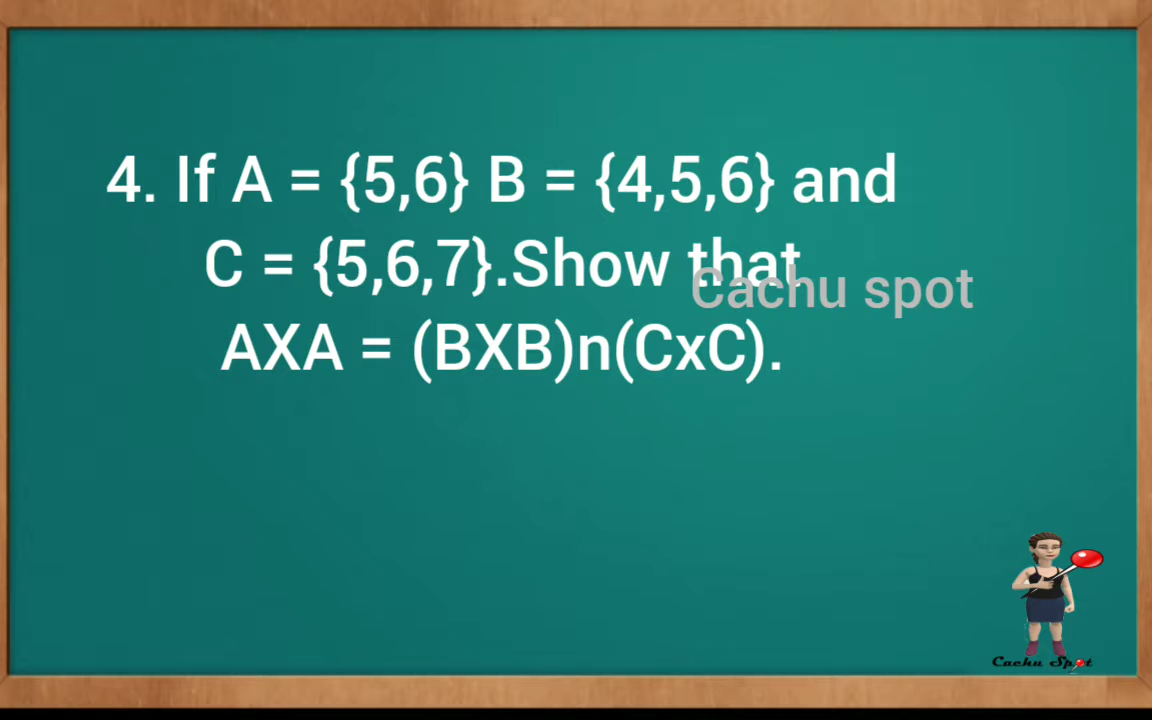 4. If A = {5,6} B = {4,5,6} and
C = {5,6,7}.Show that
Cachu spot
AXA = (BXB)n(CxC).
Cachu Spot